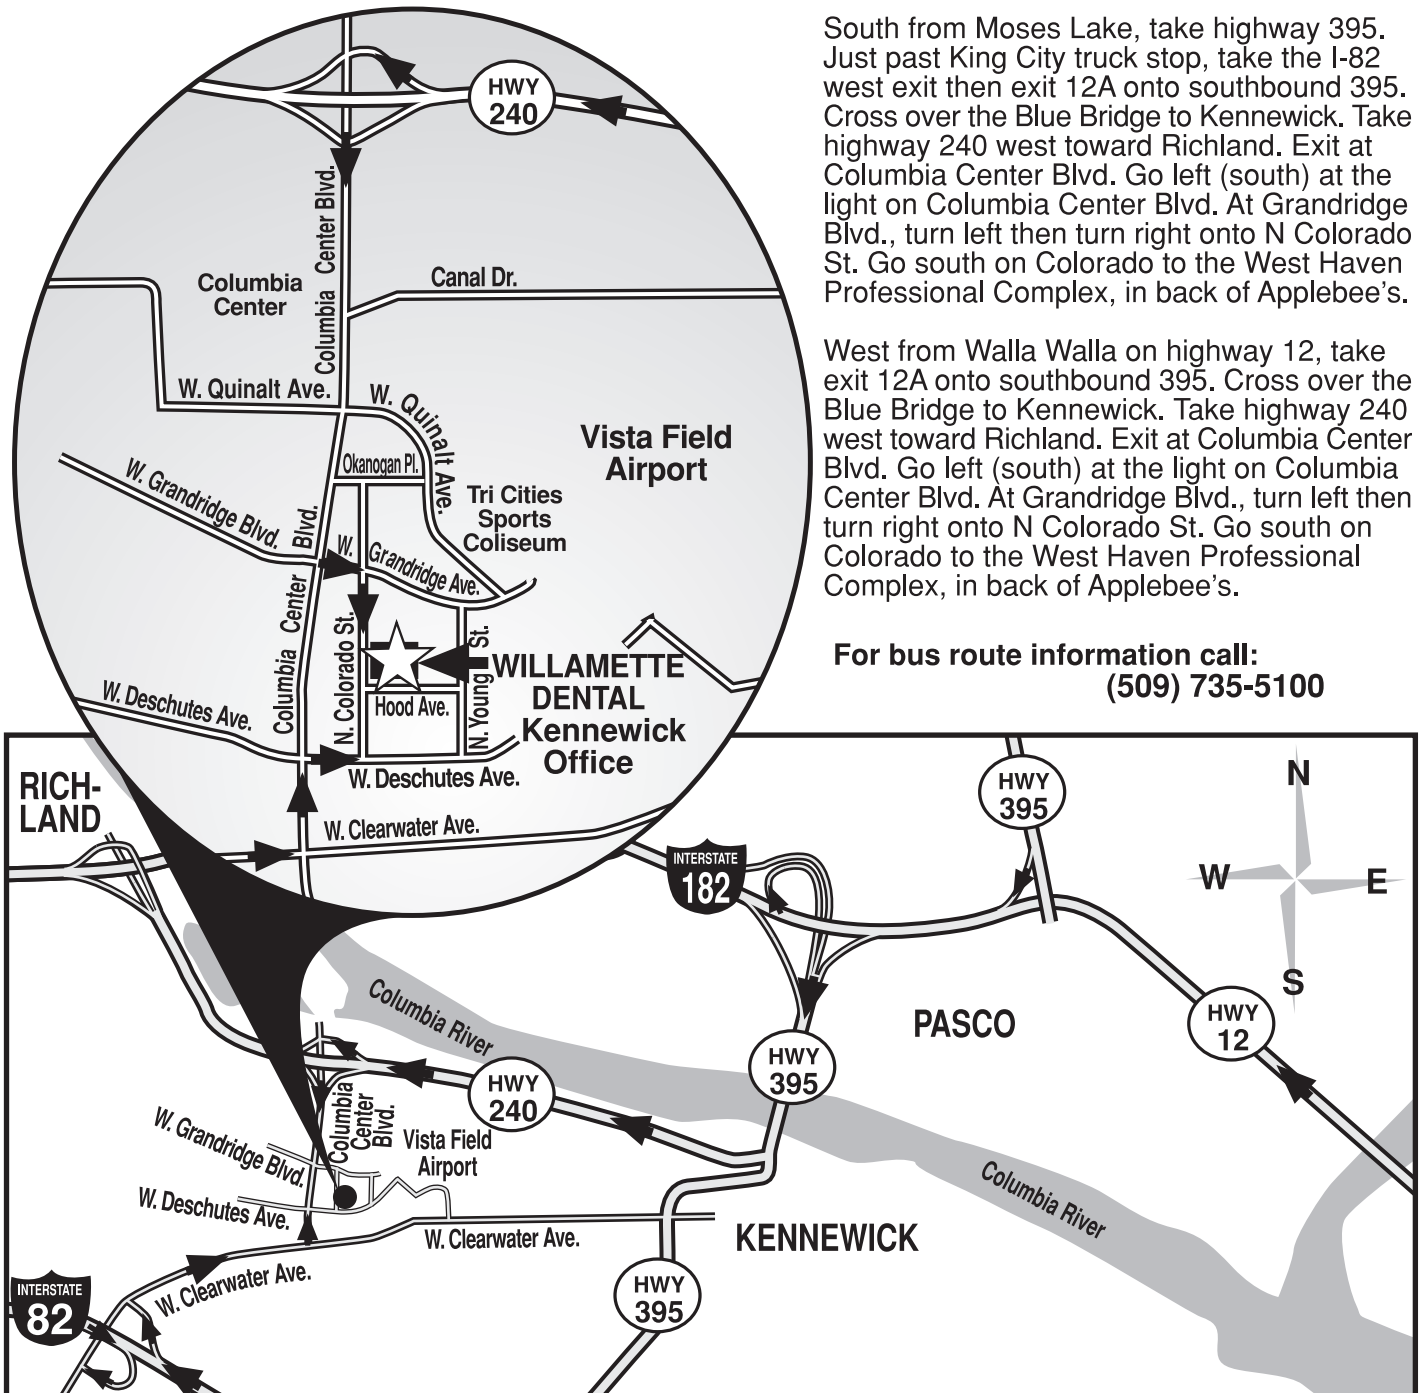 South from Moses Lake, take highway 395.
Just past King City truck stop, take the I-82
west exit then exit 12A onto southbound 395.
Cross over the Blue Bridge to Kennewick. Take
highway 240 west toward Richland. Exit at
Columbia Center Blvd. Go left (south) at the
light on Columbia Center Blvd. At Grandridge
Blvd., turn left then turn right onto N Colorado
St. Go south on Colorado to the West Haven
Professional Complex, in back of Applebee's.
West from Walla Walla on highway 12, take
exit 12A onto southbound 395. Cross over the
Blue Bridge to Kennewick. Take highway 240
west toward Richland. Exit at Columbia Center
Blvd. Go left (south) at the light on Columbia
Center Blvd. At Grandridge Blvd., turn left then
turn right onto N Colorado St. Go south on
Colorado to the West Haven Professional
Complex, in back of Applebee's.
For bus route information call:
(509) 735-5100
HWY
240
Columbia Center Blvd.
Columbia
Center
Canal Dr.
W. Quinalt Ave.
W. Quinalt Ave.
Vista Field
Airport
Okanogan Pl.
W. Grandridge Blvd.
Tri Cities
Sports
Coliseum
W. Grandridge Ave.
Columbia Center Blvd.
N. Colorado St.
N. Young St.
WILLAMETTE
DENTAL
Kennewick
Office
Hood Ave.
W. Deschutes Ave.
W. Deschutes Ave.
W. Clearwater Ave.
RICH-
LAND
INTERSTATE
182
HWY
395
N
W
E
S
HWY
12
PASCO
Columbia River
HWY
395
HWY
240
Columbia
Center
Blvd.
W. Grandridge Blvd.
Vista Field
Airport
W. Deschutes Ave.
Columbia River
W. Clearwater Ave.
KENNEWICK
W. Clearwater Ave.
INTERSTATE
82
HWY
395